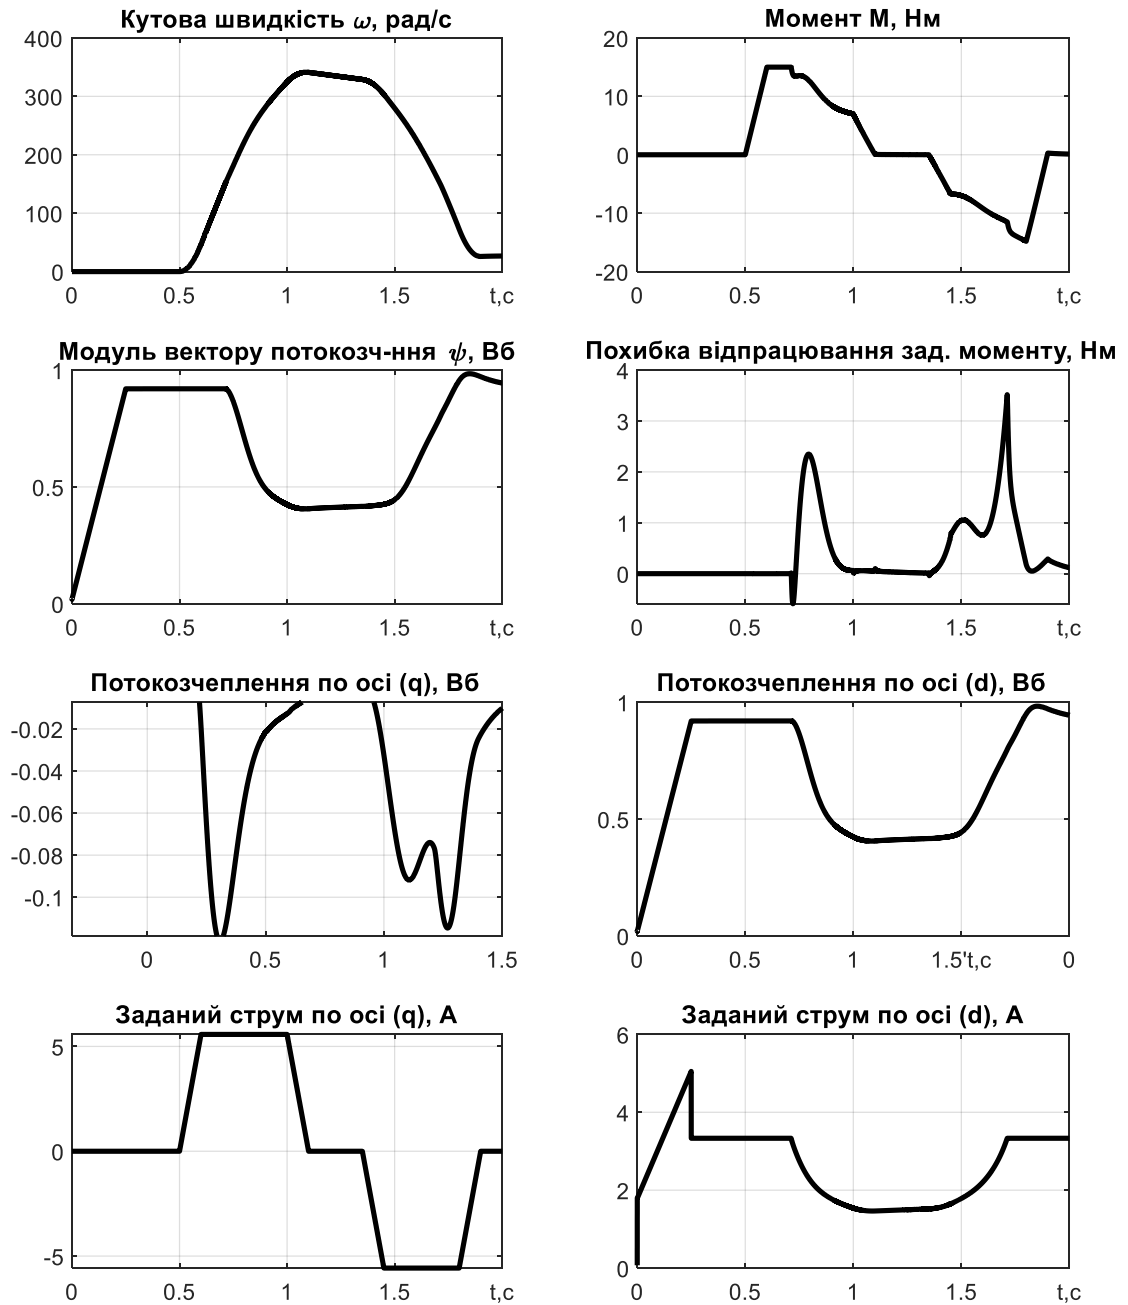 Кутова швидкість ω, рад/с
400
300
200
100
0
0 0.5 1 1.5 t,c
Момент М, Нм
20
10
0
-10
-20
0 0.5 1 1.5 t,c
Модуль вектору потокозч-ння ψ, Вб
1
0.5
0
0 0.5 1 1.5 t,c
Похибка відпрацювання зад. моменту, Нм
4
3
2
1
0
0 0.5 1 1.5 t,c
Потокозчеплення по осі (q), Вб
-0.02
-0.04
-0.06
-0.08
-0.1
0 0.5 1 1.5
Потокозчеплення по осі (d), Вб
1
0.5
0
0 0.5 1 1.5't,c 0
Заданий струм по осі (q), А
5
0
-5
0 0.5 1 1.5 t,c
Заданий струм по осі (d), А
6
4
2
0
0 0.5 1 1.5 t,c